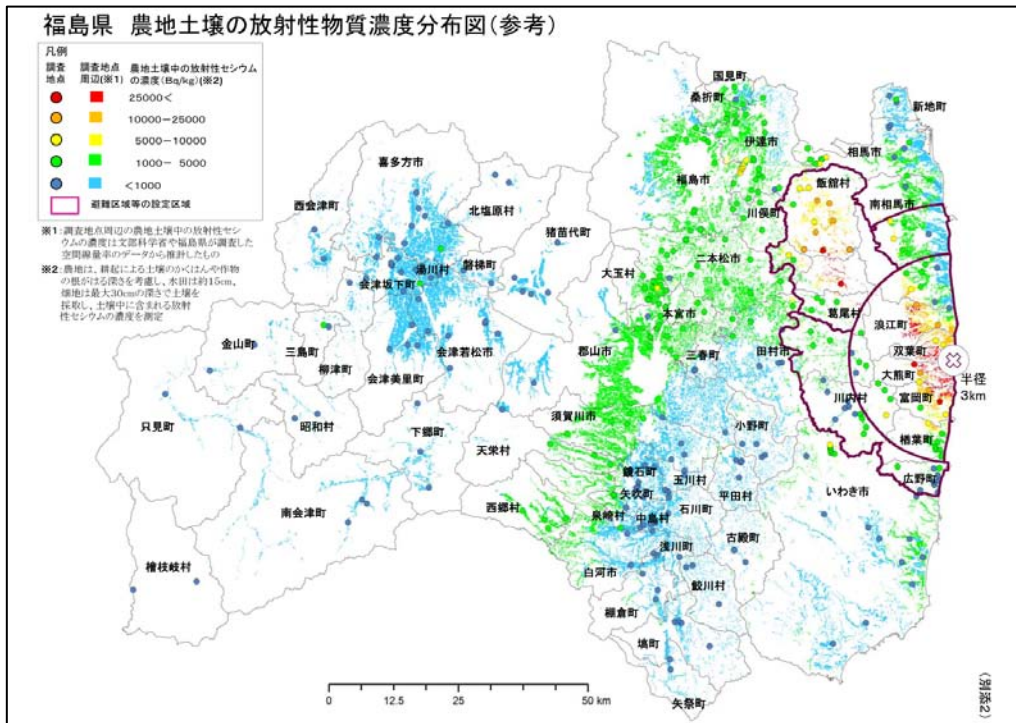 福島県 農地土壌の放射性物質濃度分布図(参考)
凡例
調査地点
調査地点周辺(※1)
農地土壌中の放射性セシウムの濃度(Bq/kg)(※2)
25000<
10000-25000
5000-10000
1000- 5000
<1000
避難区域等の設定区域
※1:調査地点周辺の農地土壌中の放射性セシ
ウムの濃度は文部科学省や福島県が調査した
空間線量率のデータから推計したもの
※2:農地は、耕起による土壌のかくはんや作物
の根がはる深さを考慮し、水田は約15cm、
畑地は最大30cmの深さで土壌を
採取し、土壌中に含まれる放射
性セシウムの濃度を測定
国見町
桑折町
新地町
伊達市
相馬市
喜多方市
福島市
飯舘村
西会津町
北塩原村
川俣町
南相馬市
猪苗代町
湯川村
磐梯町
大玉村
二本松市
会津坂下町
本宮市
葛尾村
浪江町
金山町
三島町
会津若松市
郡山市
三春町
田村市
双葉町
柳津町
会津美里町
大熊町
半径
3km
川内村
富岡町
只見町
昭和村
下郷町
須賀川市
小野町
楢葉町
天栄村
鏡石町
玉川村
広野町
矢吹町
平田村
いわき市
南会津町
西郷村
泉崎村
中島村
石川町
古殿町
浅川町
檜枝岐村
白河市
鮫川村
棚倉町
塙町
矢祭町
0 12.5 25 50 km
(別添2)